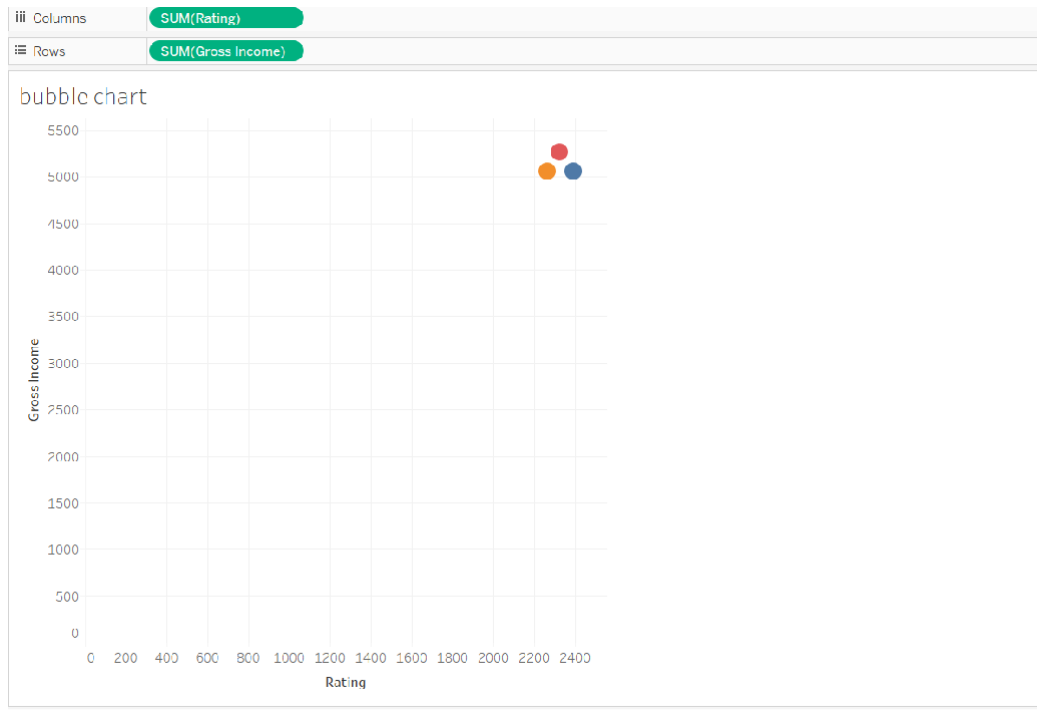 Columns SUM(Rating)
Rows SUM(Gross Income)
bubble chart
5500
5000
4500
4000
3500
3000
2500
2000
1500
1000
500
0
Gross Income
0 200 400 600 800 1000 1200 1400 1600 1800 2000 2200 2400
Rating